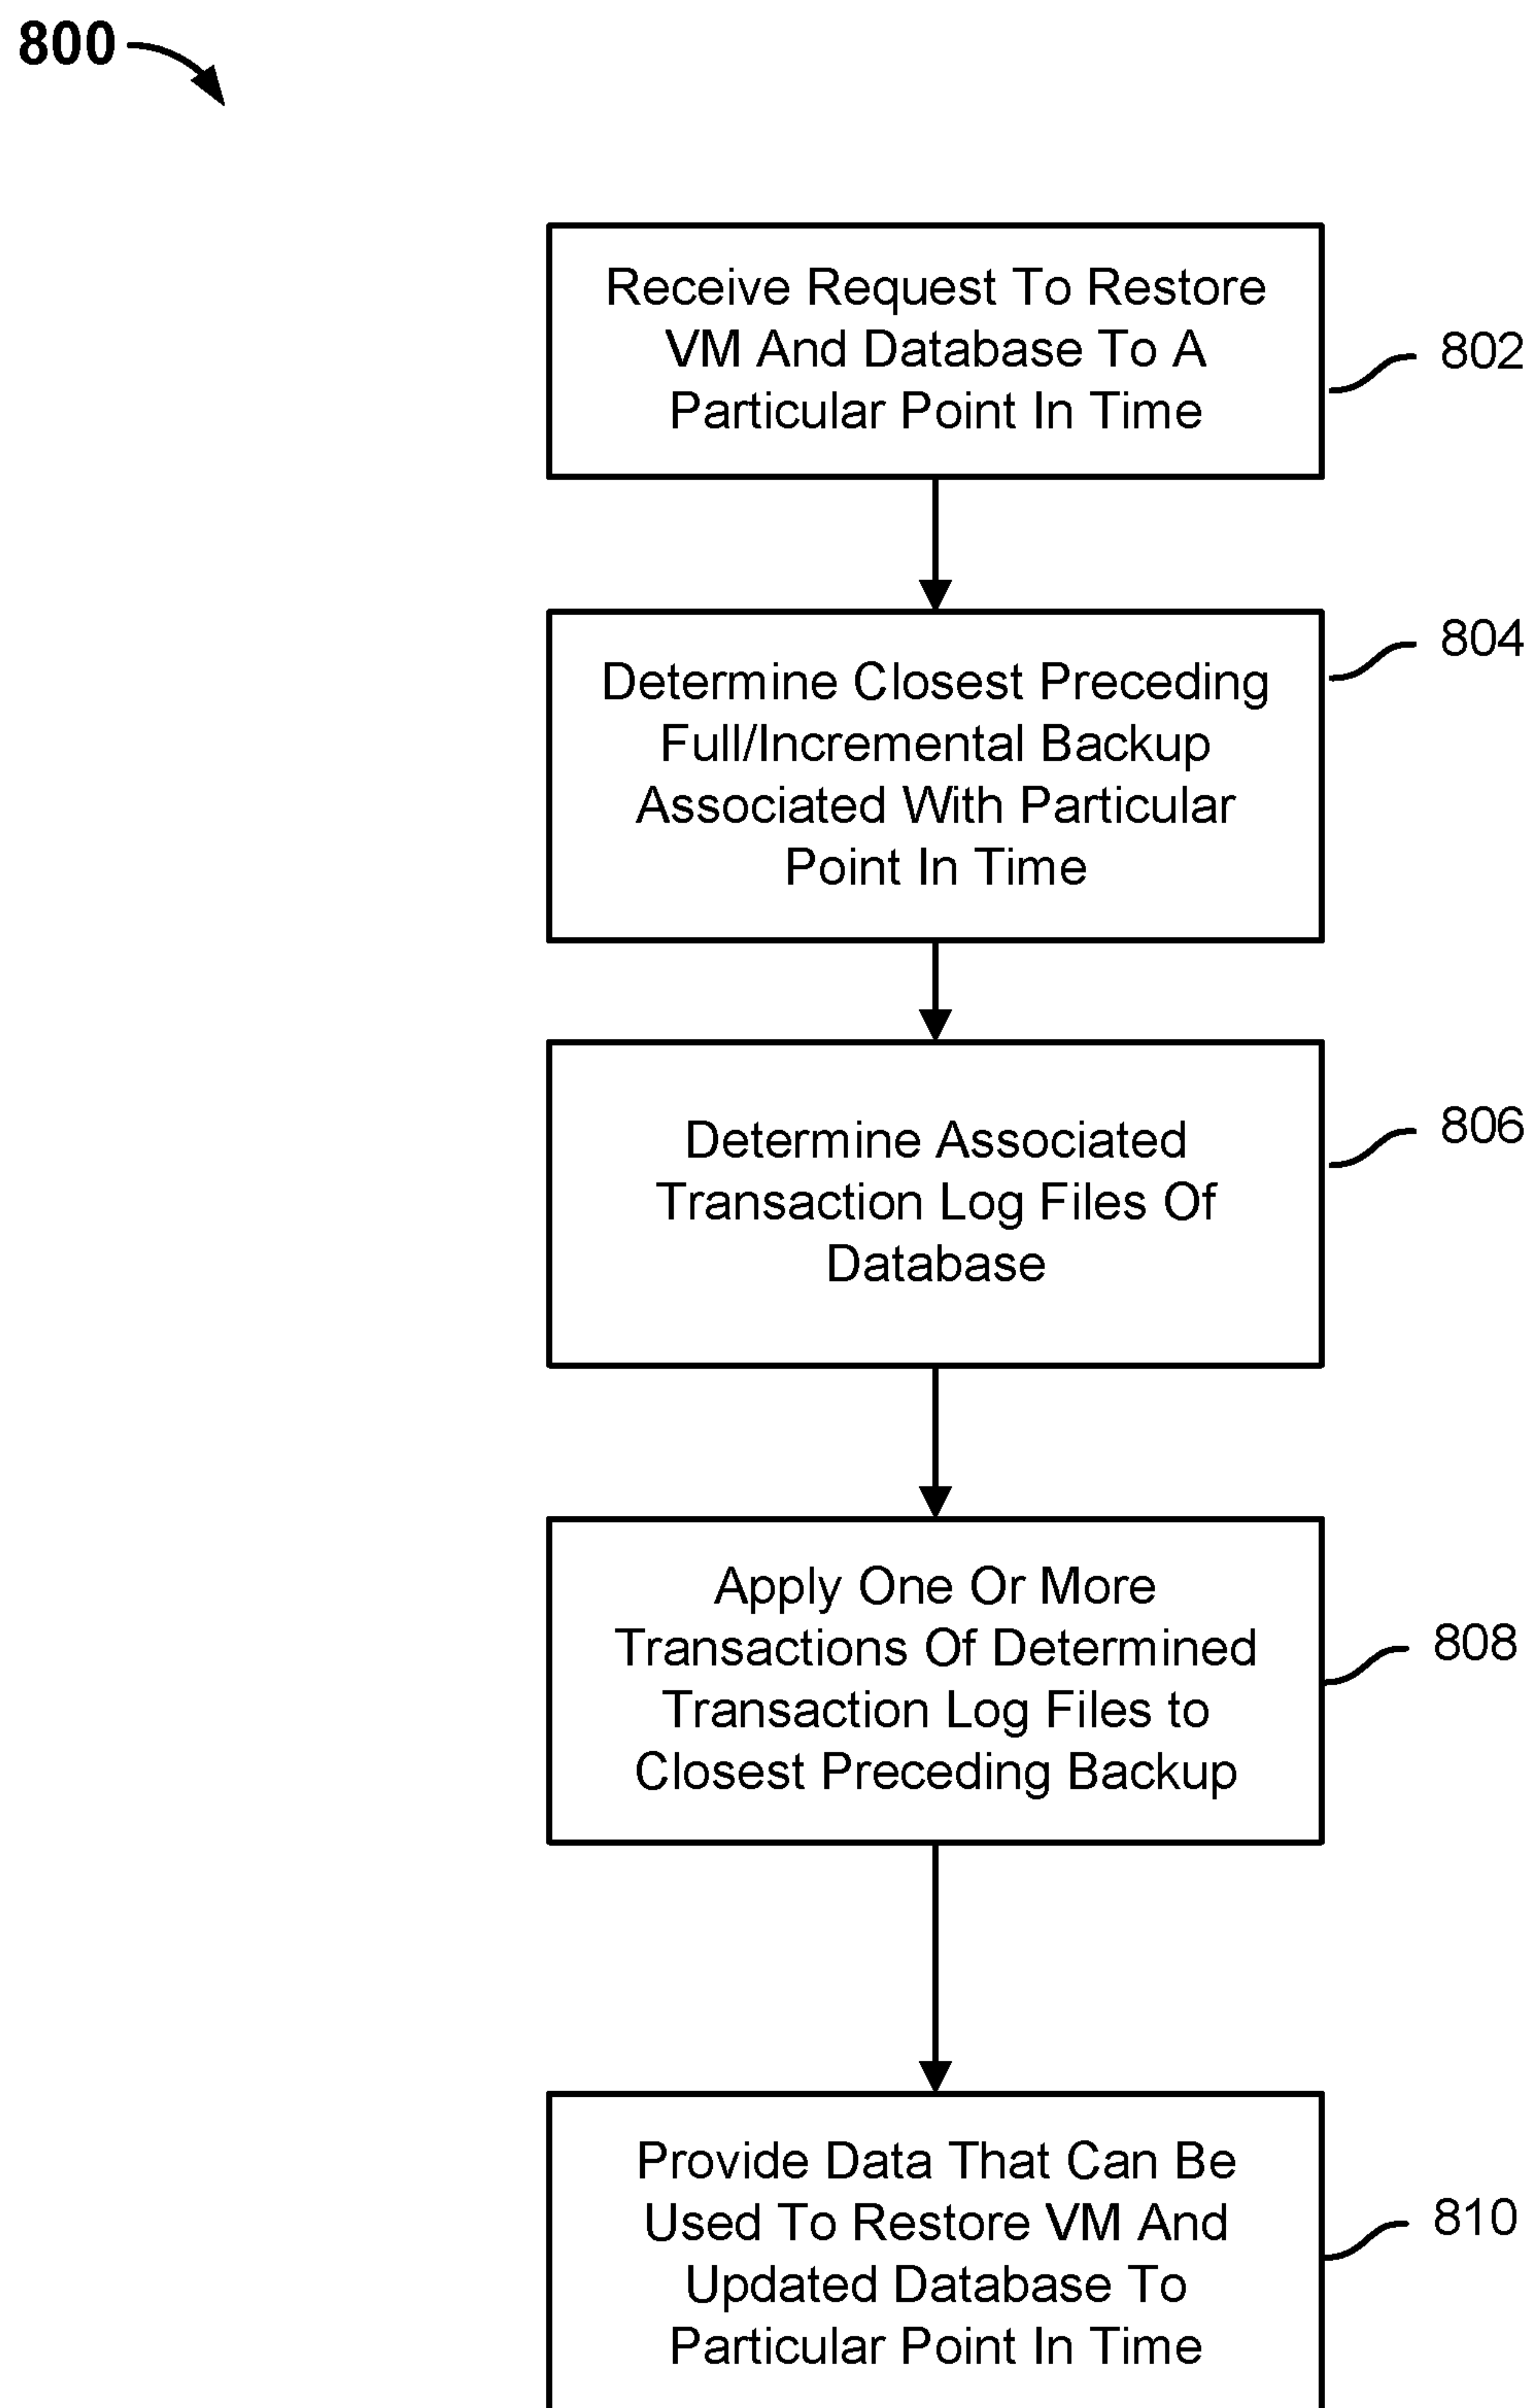 800
Receive Request To Restore
VM And Database To A
Particular Point In Time
802
Determine Closest Preceding
Full/Incremental Backup
Associated With Particular
Point In Time
804
Determine Associated
Transaction Log Files Of
Database
806
Apply One Or More
Transactions Of Determined
Transaction Log Files to
Closest Preceding Backup
808
Provide Data That Can Be
Used To Restore VM And
Updated Database To
Particular Point In Time
810